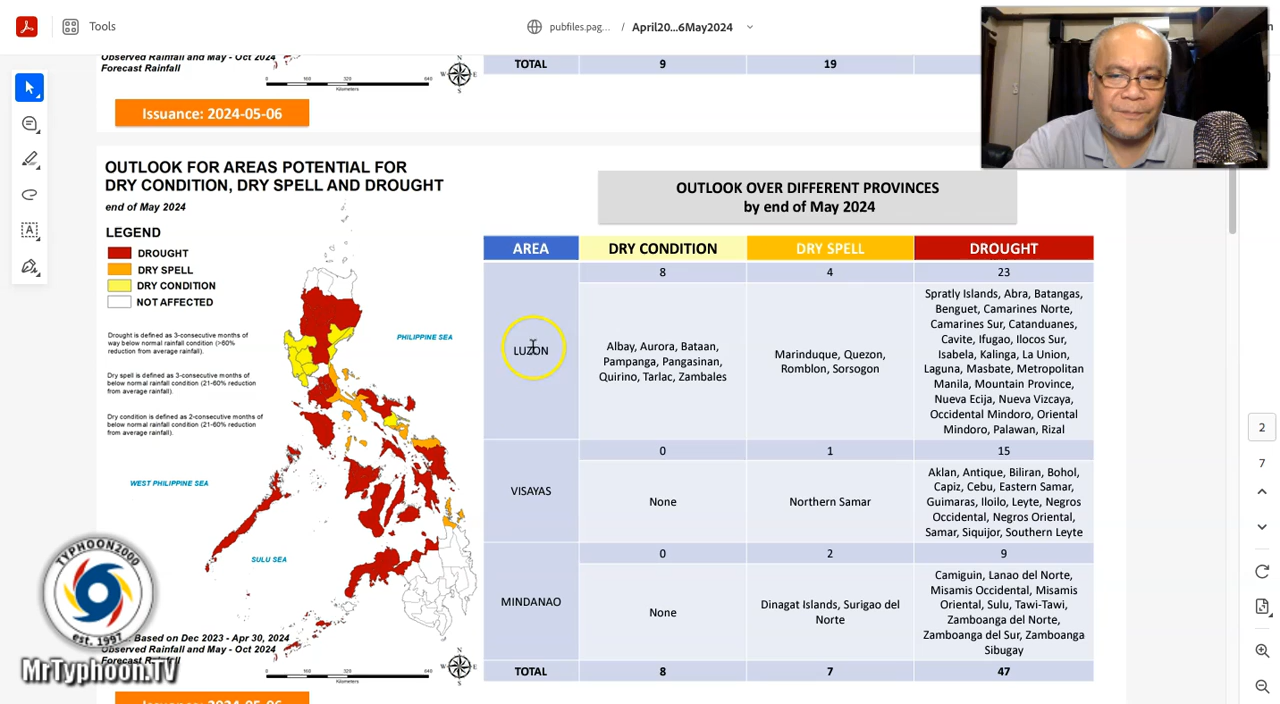 Tools
pubfiles.pag... / April20...6May2024
Observed Rainfall and May - Oct 2024
Forecast Rainfall
TOTAL 9 19
Issuance: 2024-05-06
OUTLOOK FOR AREAS POTENTIAL FOR
DRY CONDITION, DRY SPELL AND DROUGHT
end of May 2024
LEGEND
DROUGHT
DRY SPELL
DRY CONDITION
NOT AFFECTED
Drought is defined as 3-consecutive months of
way below normal rainfall condition (>60%
reduction from average rainfall).
Dry spell is defined as 3-consecutive months of
below normal rainfall condition (21-60% reduction
from average rainfall).
Dry condition is defined as 2-consecutive months of
below normal rainfall condition (21-60% reduction
from average rainfall).
PHILIPPINE SEA
WEST PHILIPPINE SEA
SULU SEA
Based on Dec 2023 - Apr 30, 2024
Observed Rainfall and May - Oct 2024
Forecast Rainfall
Kilometers
N
W E
S
Issuance: 2024-05-06
OUTLOOK OVER DIFFERENT PROVINCES
by end of May 2024
AREA DRY CONDITION DRY SPELL DROUGHT
LUZON
8 4 23
Albay, Aurora, Bataan,
Pampanga, Pangasinan,
Quirino, Tarlac, Zambales
Marinduque, Quezon,
Romblon, Sorsogon
Spratly Islands, Abra, Batangas,
Benguet, Camarines Norte,
Camarines Sur, Catanduanes,
Cavite, Ifugao, Ilocos Sur,
Isabela, Kalinga, La Union,
Laguna, Masbate, Metropolitan
Manila, Mountain Province,
Nueva Ecija, Nueva Vizcaya,
Occidental Mindoro, Oriental
Mindoro, Palawan, Rizal
VISAYAS
0 1 15
None
Northern Samar
Aklan, Antique, Biliran, Bohol,
Capiz, Cebu, Eastern Samar,
Guimaras, Iloilo, Leyte, Negros
Occidental, Negros Oriental,
Samar, Siquijor, Southern Leyte
MINDANAO
0 2 9
None
Dinagat Islands, Surigao del
Norte
Camiguin, Lanao del Norte,
Misamis Occidental, Misamis
Oriental, Sulu, Tawi-Tawi,
Zamboanga del Norte,
Zamboanga del Sur, Zamboanga
Sibugay
TOTAL 8 7 47
2
7
TYPHOON2000
est. 1997
MrTyphoon.TV